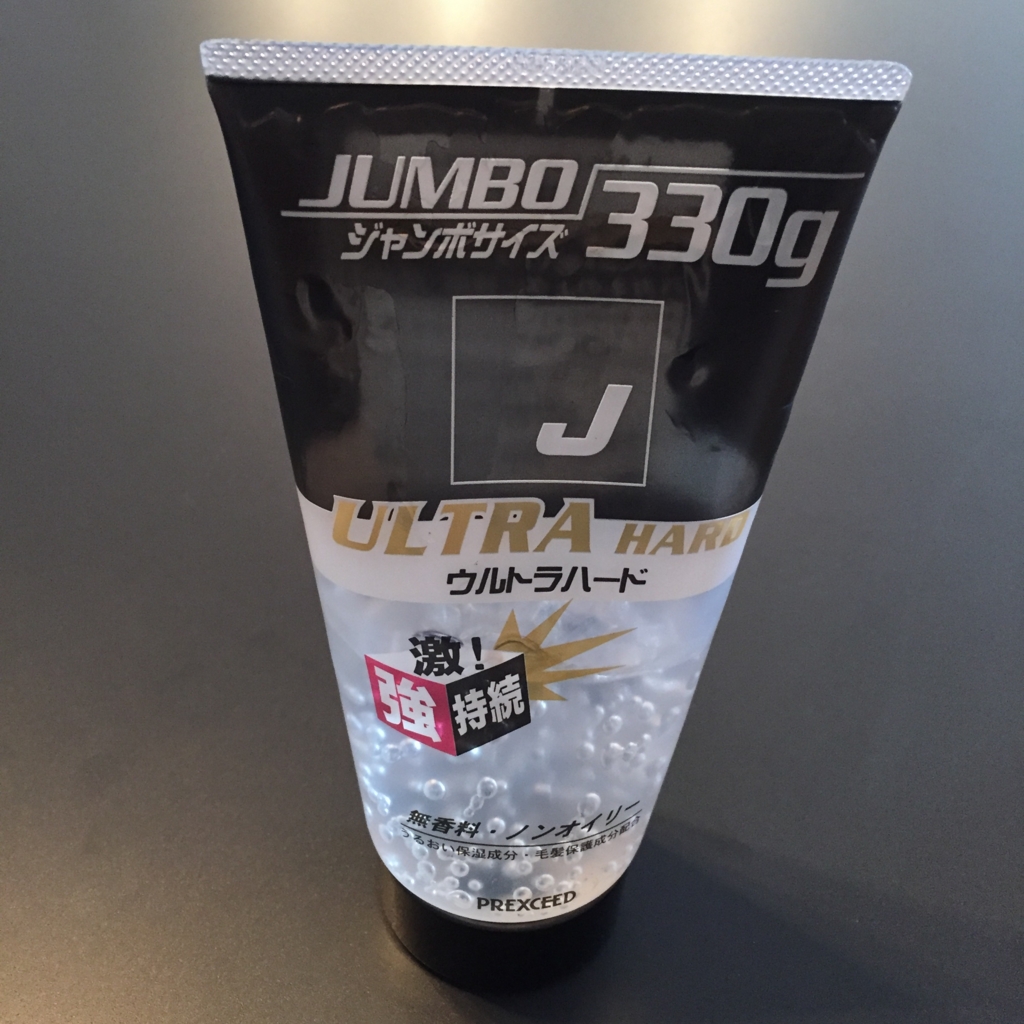 JUMBO
ジャンボサイズ
330g
J
ULTRA HARD
ウルトラハード
激!
強
持続
無香料・ノンオイリー
うるおい保湿成分・毛髪保護成分配合
PREXCEED